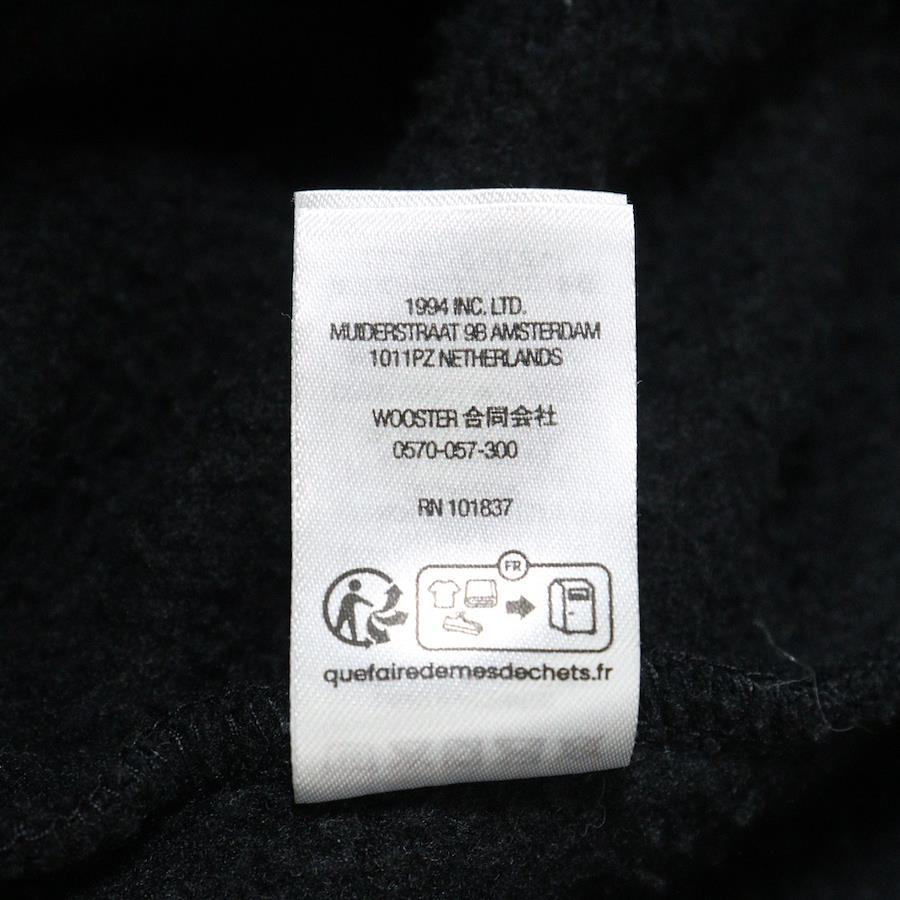 1994 INC. LTD.
MUIDERSTRAAT 9B AMSTERDAM
1011PZ NETHERLANDS
WOOSTER 合同会社
0570-057-300
RN 101837
FR
quefairedemesdechets.fr